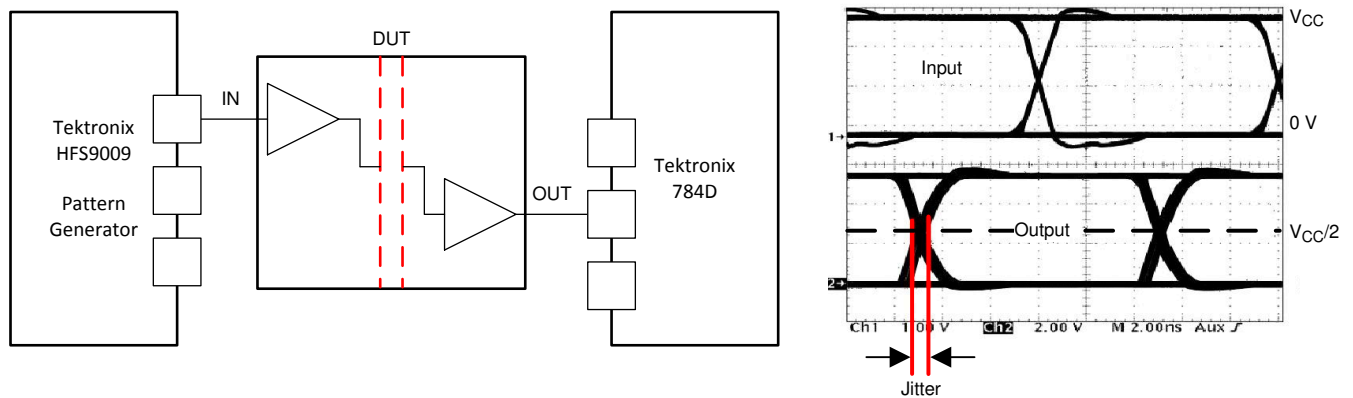 DUT
IN
Tektronix
HFS9009
Pattern
Generator
OUT
Tektronix
784D
VCC
Input
0 V
1→
Output
VCC/2
2→
Ch1 1.00 V Ch2 2.00 V M 2.00ns Aux
Jitter